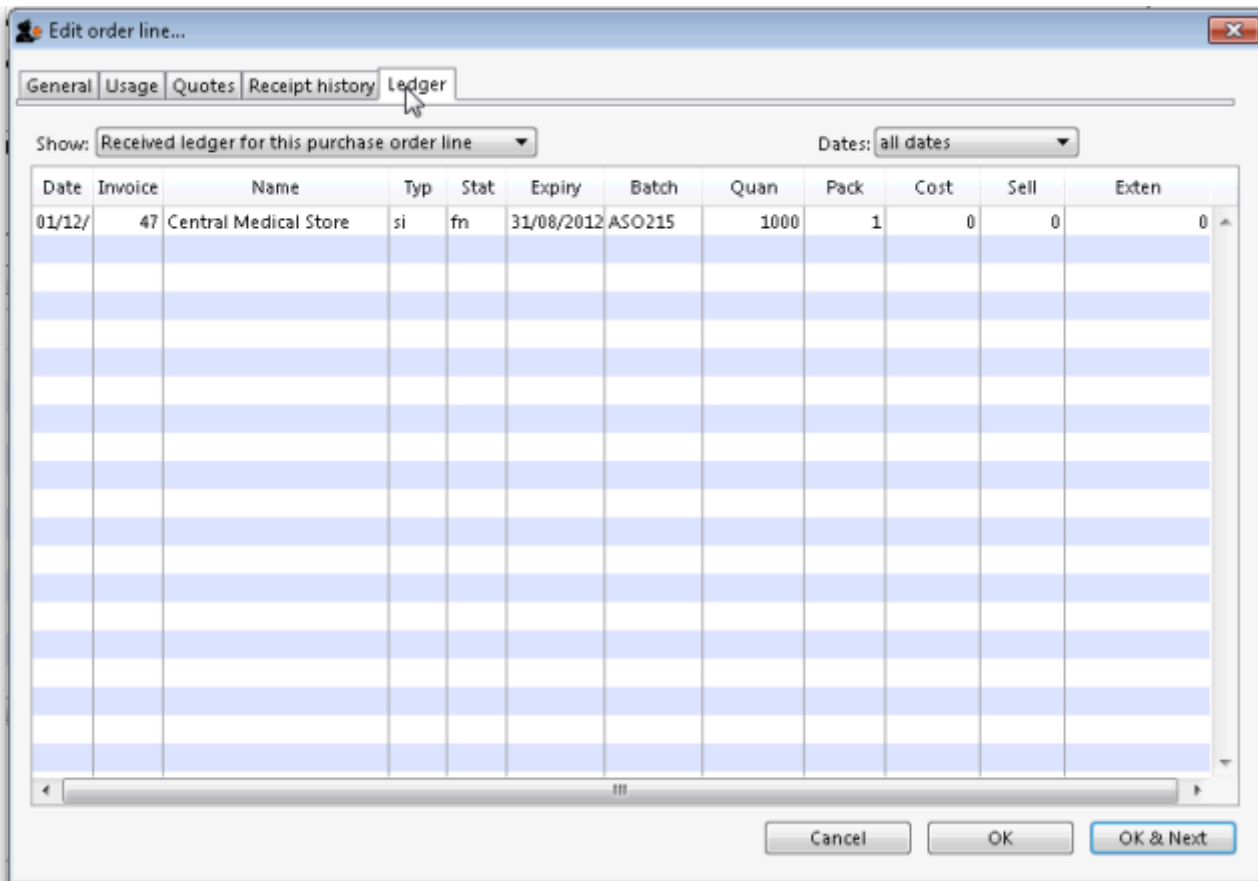 Edit order line...
General Usage Quotes Receipt history Ledger
Show: Received ledger for this purchase order line Dates: all dates
Date Invoice Name Typ Stat Expiry Batch Quan Pack Cost Sell Exten
01/12/ 47 Central Medical Store si fn 31/08/2012 ASO215 1000 1 0 0 0
Cancel OK OK & Next